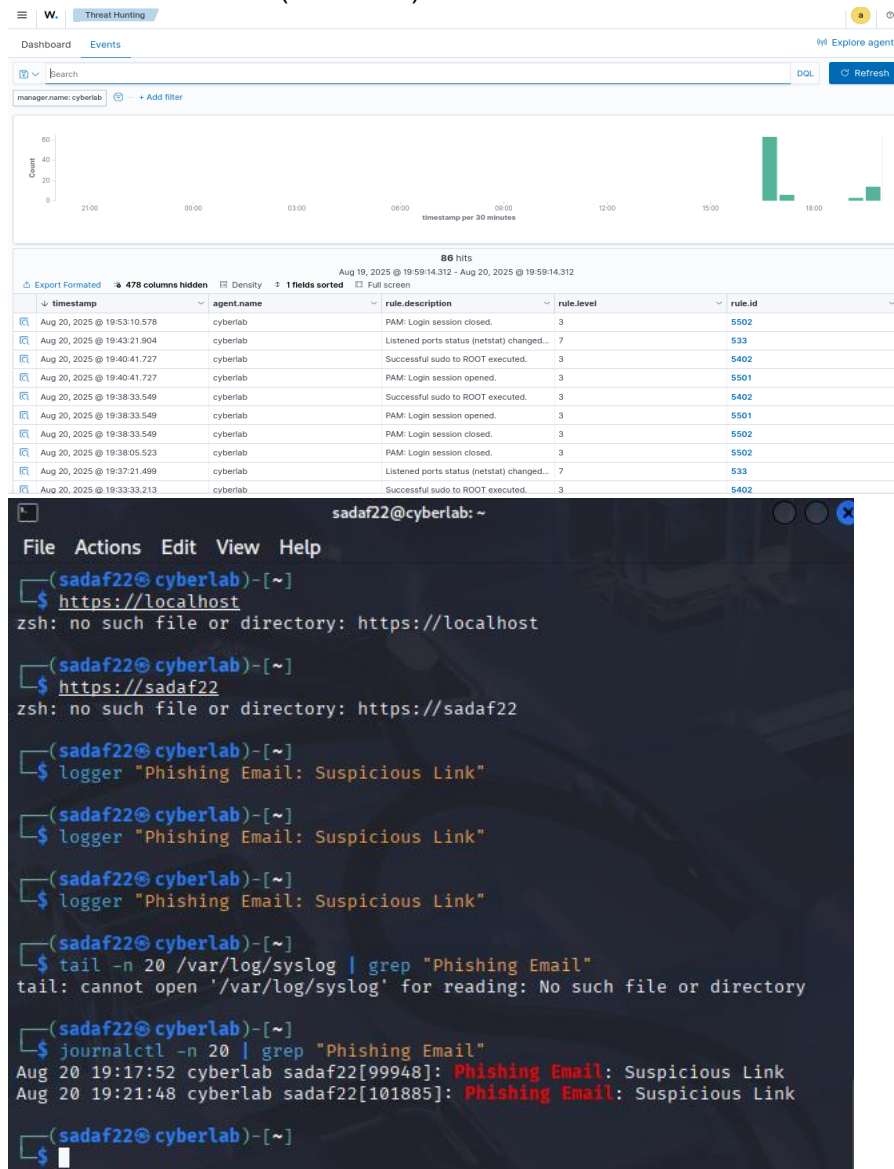 W. Threat Hunting a
Dashboard Events Explore agent
Search DQL Refresh
manager.name: cyberlab + Add filter
60
40
20
0
Count
21:00 00:00 03:00 06:00 09:00 12:00 15:00 18:00
timestamp per 30 minutes
86 hits
Aug 19, 2025 @ 19:59:14.312 - Aug 20, 2025 @ 19:59:14.312
Export Formated 478 columns hidden Density 1 fields sorted Full screen
timestamp agent.name rule.description rule.level rule.id
Aug 20, 2025 @ 19:53:10.578 cyberlab PAM: Login session closed. 3 5502
Aug 20, 2025 @ 19:43:21.904 cyberlab Listened ports status (netstat) changed... 7 533
Aug 20, 2025 @ 19:40:41.727 cyberlab Successful sudo to ROOT executed. 3 5402
Aug 20, 2025 @ 19:40:41.727 cyberlab PAM: Login session opened. 3 5501
Aug 20, 2025 @ 19:38:33.549 cyberlab Successful sudo to ROOT executed. 3 5402
Aug 20, 2025 @ 19:38:33.549 cyberlab PAM: Login session opened. 3 5501
Aug 20, 2025 @ 19:38:33.549 cyberlab PAM: Login session closed. 3 5502
Aug 20, 2025 @ 19:38:05.523 cyberlab PAM: Login session closed. 3 5502
Aug 20, 2025 @ 19:37:21.499 cyberlab Listened ports status (netstat) changed... 7 533
Aug 20, 2025 @ 19:33:33.213 cyberlab Successful sudo to ROOT executed. 3 5402
sadaf22@cyberlab: ~
File Actions Edit View Help
┌──(sadaf22㉿cyberlab)-[~]
└─$ https://localhost
zsh: no such file or directory: https://localhost
┌──(sadaf22㉿cyberlab)-[~]
└─$ https://sadaf22
zsh: no such file or directory: https://sadaf22
┌──(sadaf22㉿cyberlab)-[~]
└─$ logger "Phishing Email: Suspicious Link"
┌──(sadaf22㉿cyberlab)-[~]
└─$ logger "Phishing Email: Suspicious Link"
┌──(sadaf22㉿cyberlab)-[~]
└─$ logger "Phishing Email: Suspicious Link"
┌──(sadaf22㉿cyberlab)-[~]
└─$ tail -n 20 /var/log/syslog | grep "Phishing Email"
tail: cannot open '/var/log/syslog' for reading: No such file or directory
┌──(sadaf22㉿cyberlab)-[~]
└─$ journalctl -n 20 | grep "Phishing Email"
Aug 20 19:17:52 cyberlab sadaf22[99948]: Phishing Email: Suspicious Link
Aug 20 19:21:48 cyberlab sadaf22[101885]: Phishing Email: Suspicious Link
┌──(sadaf22㉿cyberlab)-[~]
└─$